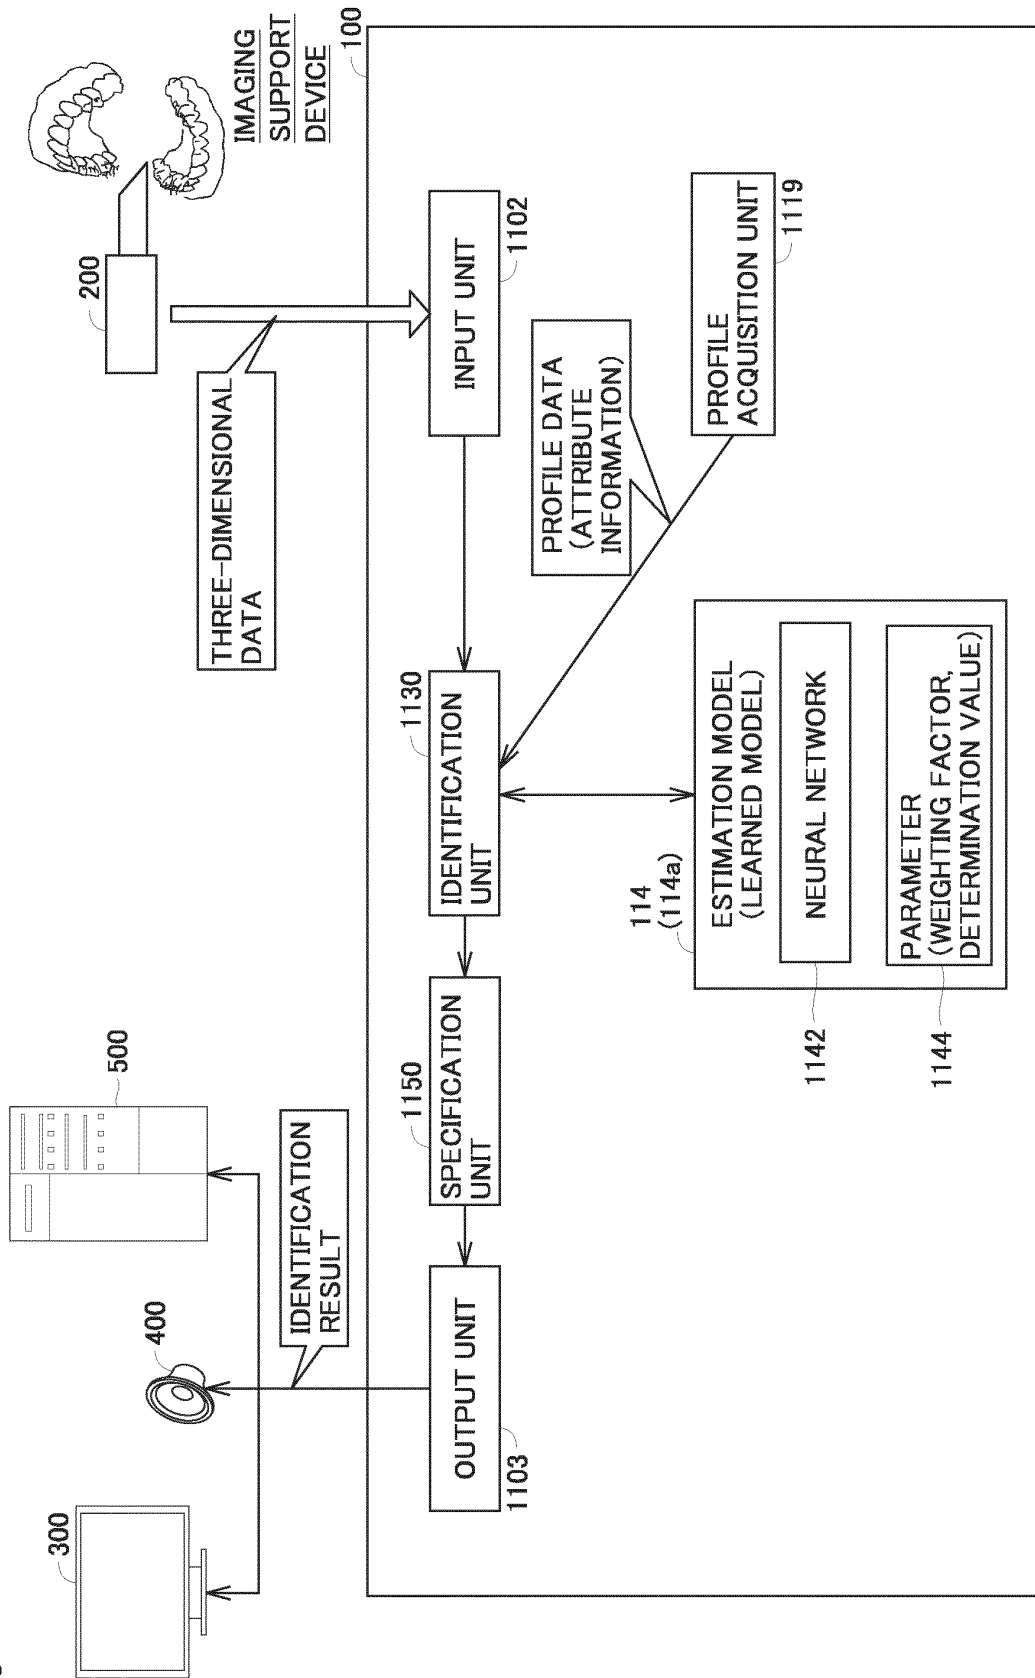 300
400
500
200
IDENTIFICATION
RESULT
THREE-DIMENSIONAL
DATA
IMAGING
SUPPORT
DEVICE
100
OUTPUT UNIT
1103
1150
SPECIFICATION
UNIT
1130
IDENTIFICATION
UNIT
INPUT UNIT
1102
PROFILE DATA
(ATTRIBUTE
INFORMATION)
PROFILE
ACQUISITION UNIT
1119
114
(114a)
ESTIMATION MODEL
(LEARNED MODEL)
NEURAL NETWORK
1142
PARAMETER
(WEIGHTING FACTOR,
DETERMINATION VALUE)
1144